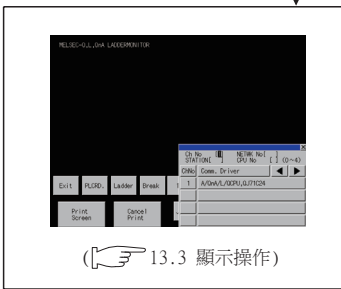 MELSEC-Q,L,QnA LADDERMONITOR
Ch No [ ] NETWK No[ ]
STATION[ ] CPU No [ ] (0~4)
ChNo Comm. Driver
1 A/QnA/L/QCPU,QJ71C24
Exit PLCRD. Ladder Break
Print Screen Cancel Print
(13.3 顯示操作)